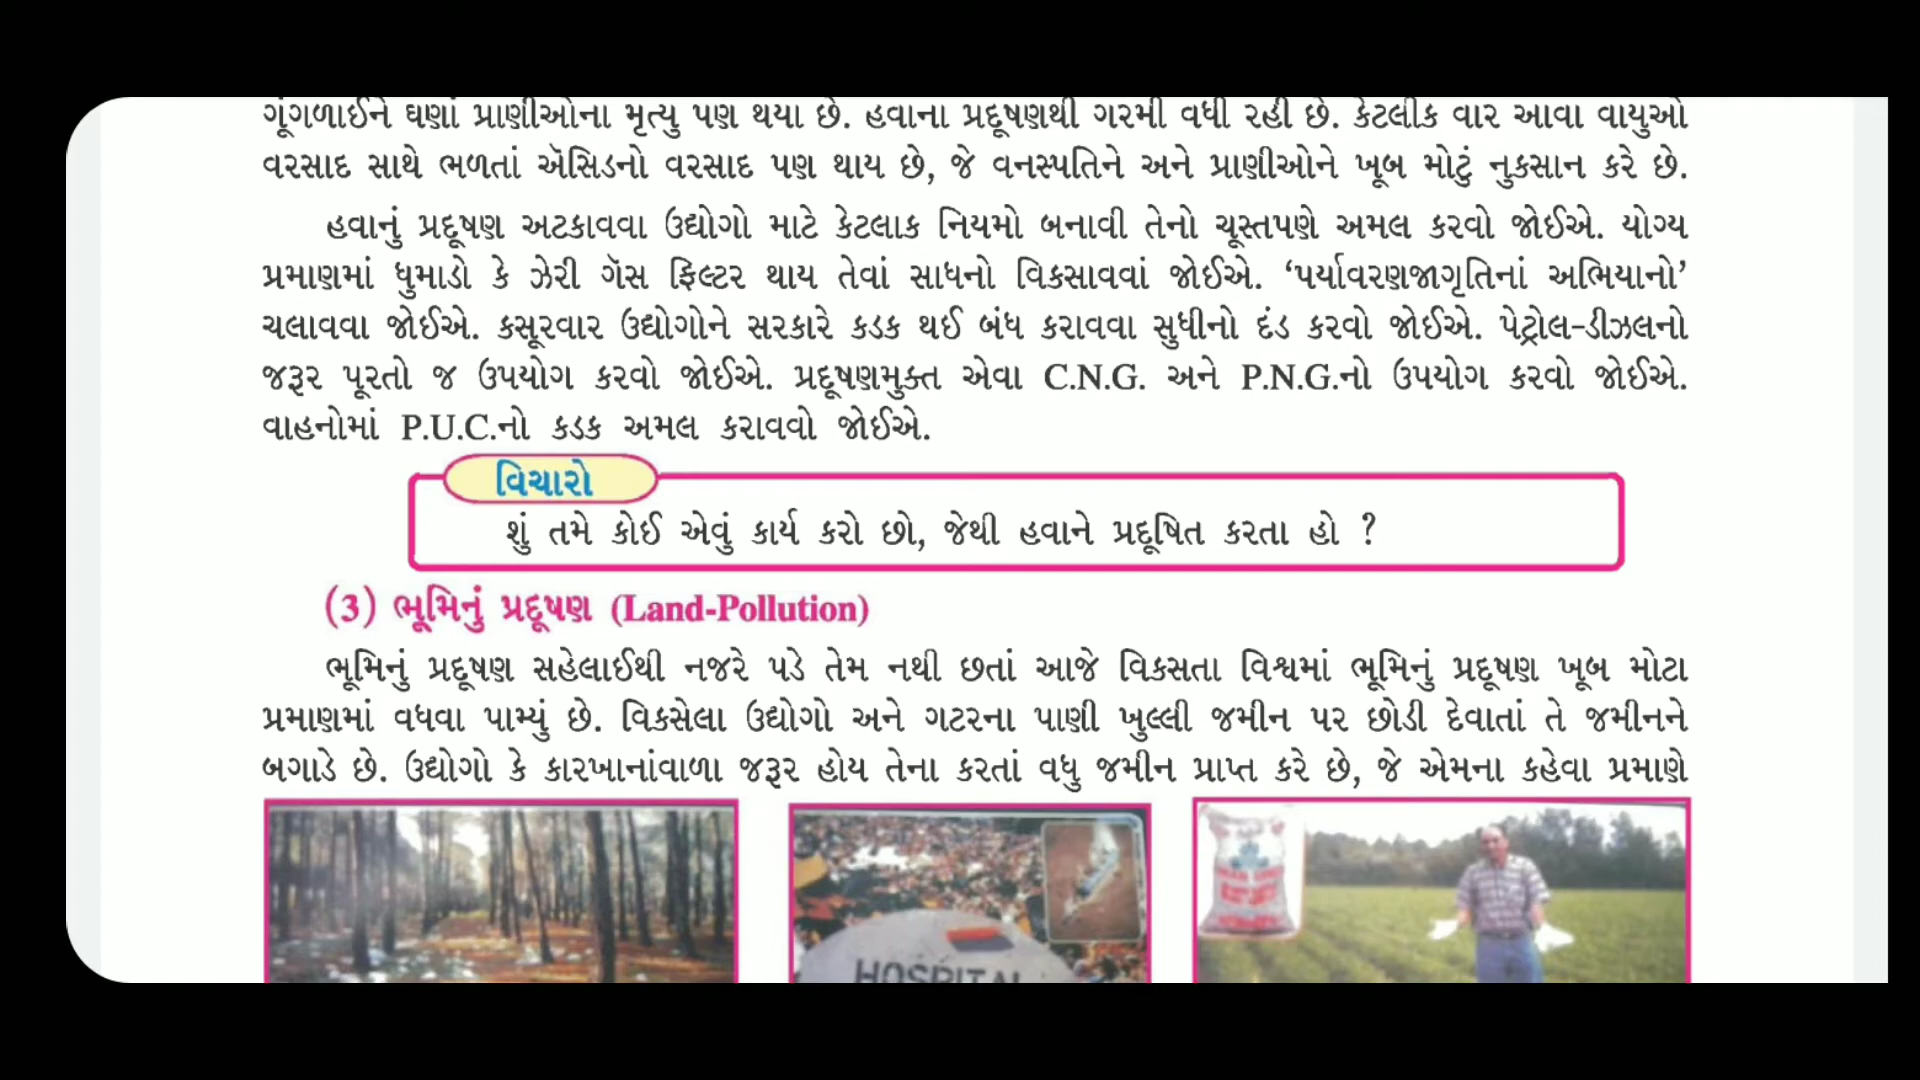 ગૂંગળાઈને ઘણાં પ્રાણીઓના મૃત્યુ પણ થયા છે. હવાના પ્રદૂષણથી ગરમી વધી રહી છે. કેટલીક વાર આવા વાયુઓ
વરસાદ સાથે ભળતાં ઍસિડનો વરસાદ પણ થાય છે, જે વનસ્પતિને અને પ્રાણીઓને ખૂબ મોટું નુકસાન કરે છે.
હવાનું પ્રદૂષણ અટકાવવા ઉદ્યોગો માટે કેટલાક નિયમો બનાવી તેનો ચૂસ્તપણે અમલ કરવો જોઈએ. યોગ્ય
પ્રમાણમાં ધુમાડો કે ઝેરી ગૅસ ફિલ્ટર થાય તેવાં સાધનો વિકસાવવાં જોઈએ. ‘પર્યાવરણજાગૃતિનાં અભિયાનો’
ચલાવવા જોઈએ. કસૂરવાર ઉદ્યોગોને સરકારે કડક થઈ બંધ કરાવવા સુધીનો દંડ કરવો જોઈએ. પેટ્રોલ-ડીઝલનો
જરૂર પૂરતો જ ઉપયોગ કરવો જોઈએ. પ્રદૂષણમુક્ત એવા C.N.G. અને P.N.G.નો ઉપયોગ કરવો જોઈએ.
વાહનોમાં P.U.C.નો કડક અમલ કરાવવો જોઈએ.
વિચારો
શું તમે કોઈ એવું કાર્ય કરો છો, જેથી હવાને પ્રદૂષિત કરતા હો ?
(3) ભૂમિનું પ્રદૂષણ (Land-Pollution)
ભૂમિનું પ્રદૂષણ સહેલાઈથી નજરે પડે તેમ નથી છતાં આજે વિકસતા વિશ્વમાં ભૂમિનું પ્રદૂષણ ખૂબ મોટા
પ્રમાણમાં વધવા પામ્યું છે. વિકસેલા ઉદ્યોગો અને ગટરના પાણી ખુલ્લી જમીન પર છોડી દેવાતાં તે જમીનને
બગાડે છે. ઉદ્યોગો કે કારખાનાંવાળા જરૂર હોય તેના કરતાં વધુ જમીન પ્રાપ્ત કરે છે, જે એમના કહેવા પ્રમાણે
HOSPITAL